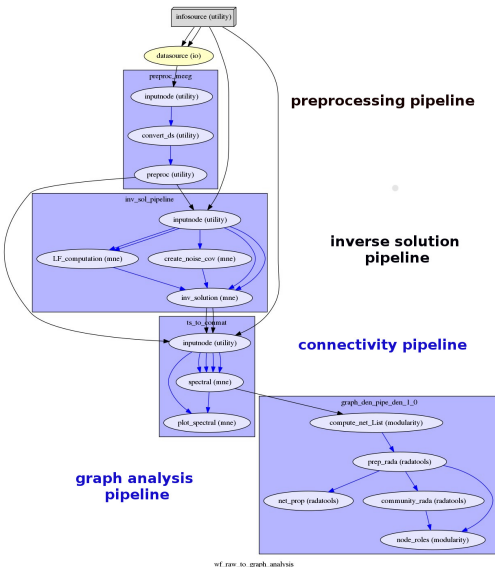 infosource (utility)
datasource (io)
preproc_meeg
inputnode (utility)
preprocessing pipeline
convert_ds (utility)
preproc (utility)
inv_sol_pipeline
inputnode (utility)
inverse solution
pipeline
LF_computation (mne)
create_noise_cov (mne)
inv_solution (mne)
ts_to_conmat
inputnode (utility)
connectivity pipeline
spectral (mne)
graph_den_pipe_den_1_0
plot_spectral (mne)
compute_net_List (modularity)
prep_rada (radatools)
graph analysis
pipeline
net_prop (radatools)
community_rada (radatools)
node_roles (modularity)
wf_raw_to_graph_analysis